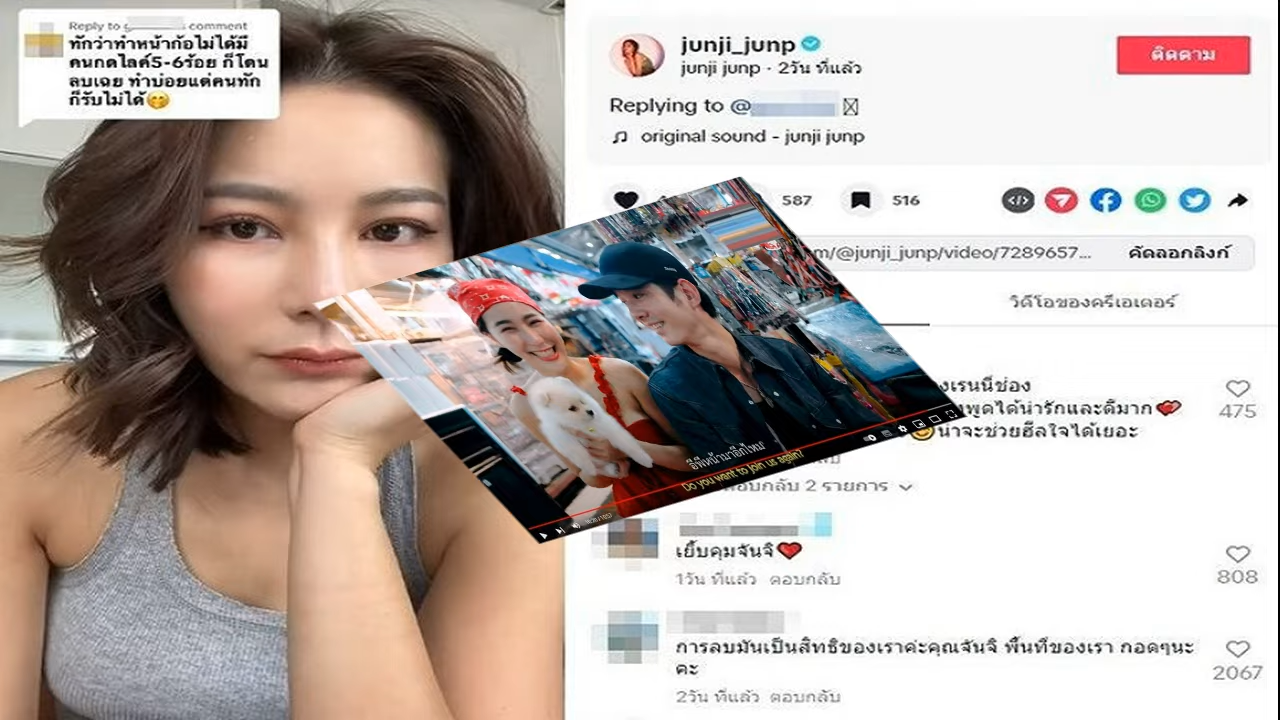 Reply to comment
ทักว่าทำหน้าก้อไม่ได้มี
คนกดไลค์5-6ร้อย ก็โดน
ลบเฉย ทำบ่อยแต่คนทัก
ก็รับไม่ได้🤭
junji_junp
junji junp · 2วัน ที่แล้ว
ติดตาม
Replying to @
original sound - junji junp
587
516
m/@junji_junp/video/7289657...
คัดลอกลิงก์
วิดีโอของครีเอเตอร์
งเรนนี่ช่อง
พูดได้น่ารักและดีมาก💖
น่าจะช่วยฮีลใจได้เยอะ
475
ตอบกลับ 2 รายการ
อีพีหน้ามาอีกไหม
Do you want to join us again?
เยิ้บคุมจันจิ❤️
1วัน ที่แล้ว ตอบกลับ
808
การลบมันเป็นสิทธิของเราค่ะคุณจันจิ พื้นที่ของเรา กอดๆนะ
คะ
2วัน ที่แล้ว ตอบกลับ
2067